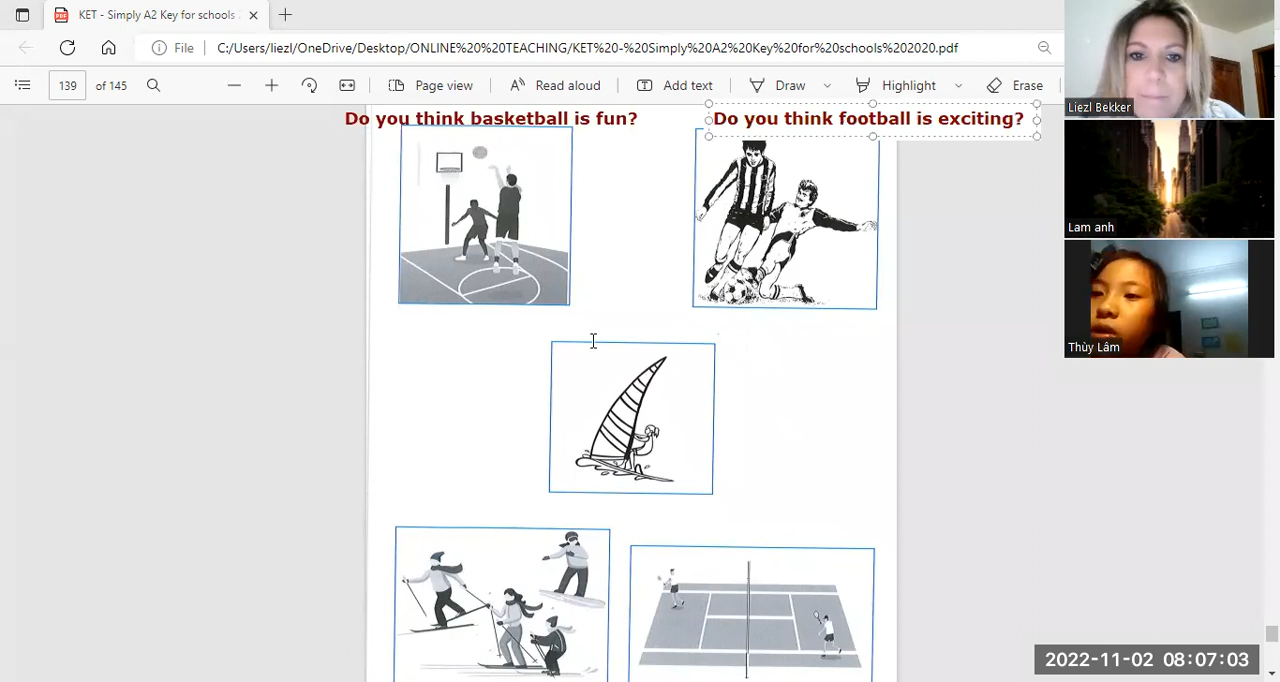 KET - Simply A2 Key for schools
File
C:/Users/liezl/OneDrive/Desktop/ONLINE%20%20TEACHING/KET%20-%20Simply%20A2%20Key%20for%20schools%202020.pdf
139 of 145
Page view
Read aloud
Add text
Draw
Highlight
Erase
Do you think basketball is fun?
Do you think football is exciting?
Liezl Bekker
Lam anh
Thùy Lâm
2022-11-02 08:07:03